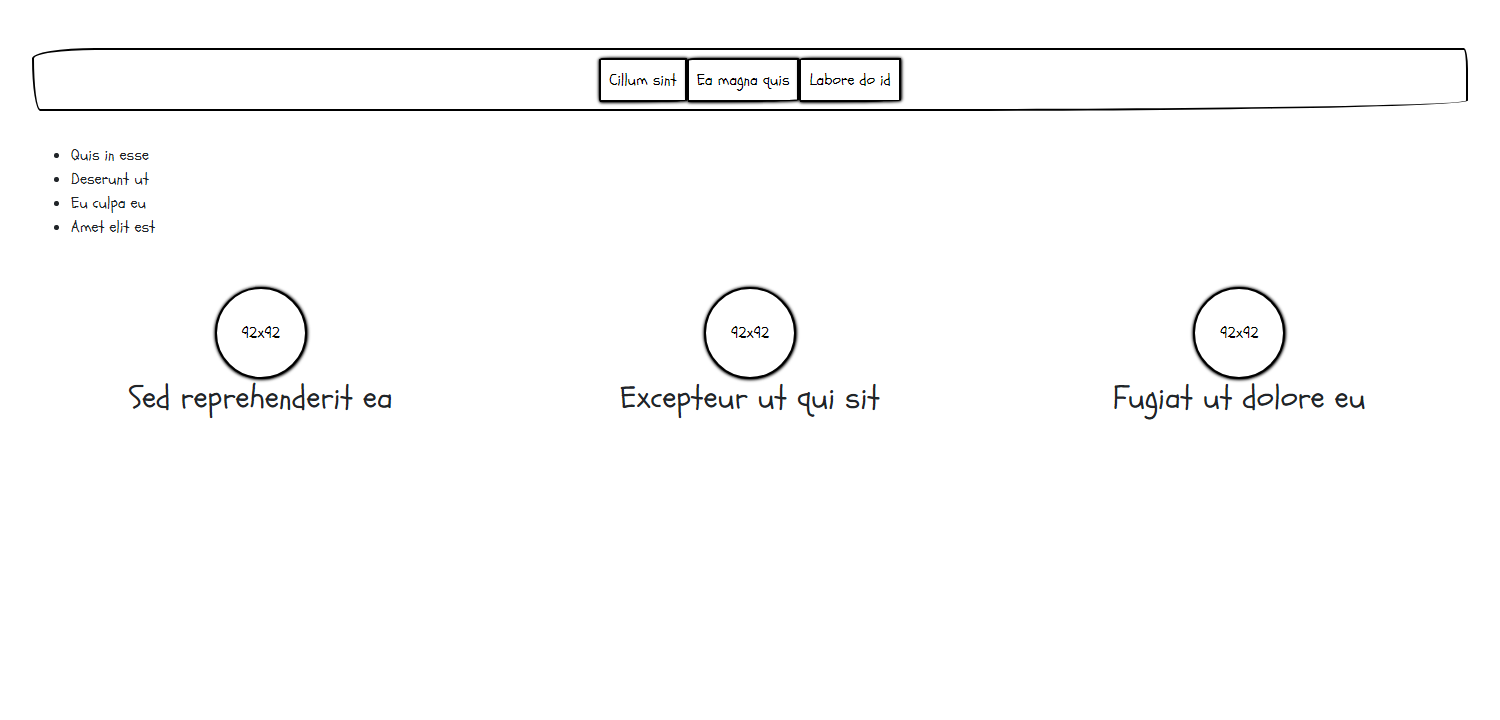 Cillum sint Ea magna quis Labore do id
Quis in esse
Deserunt ut
Eu culpa eu
Amet elit est
92x92 92x92 92x92
Sed reprehenderit ea Excepteur ut qui sit Fugiat ut dolore eu